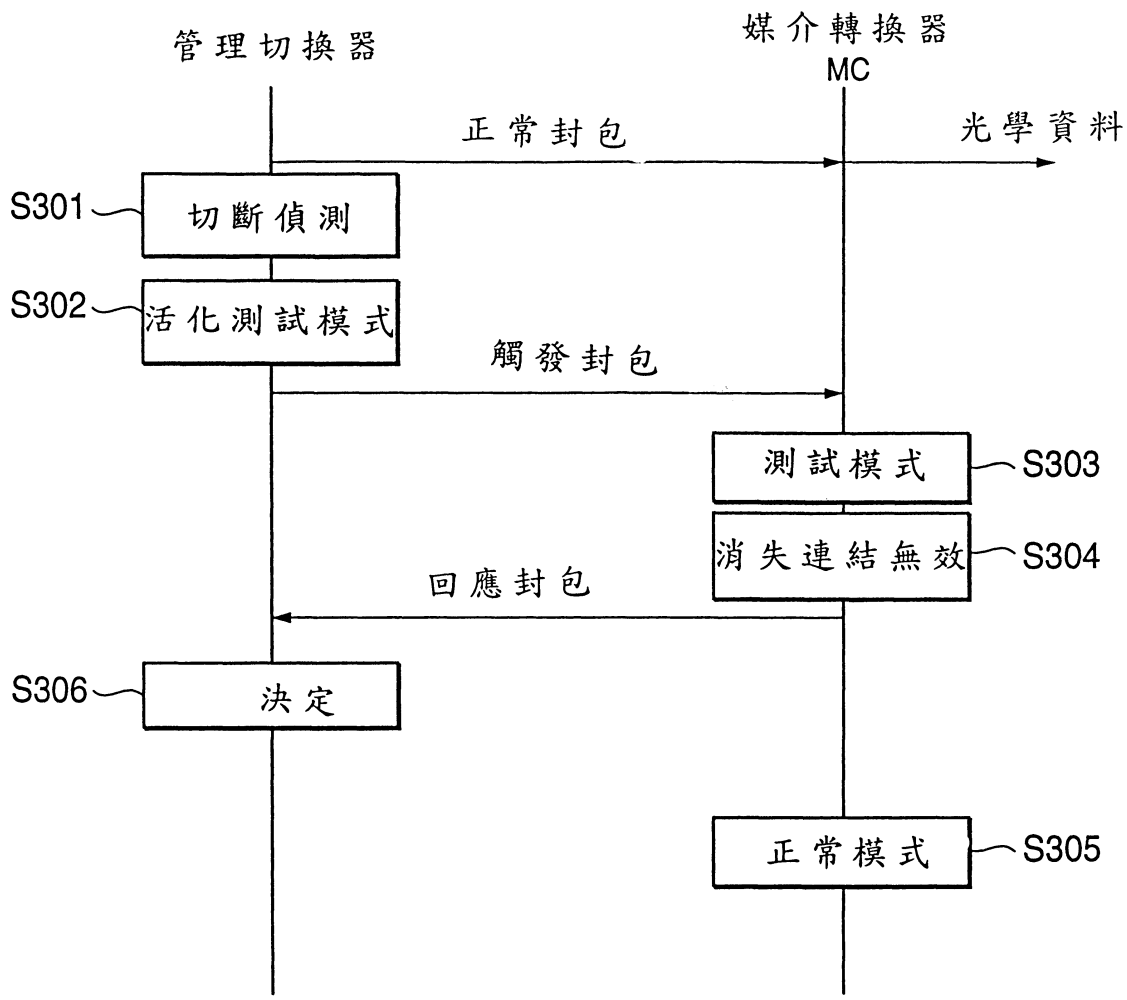 管理切換器
媒介轉換器
MC
正常封包
光學資料
S301
切斷偵測
S302
活化測試模式
觸發封包
測試模式
S303
消失連結無效
S304
回應封包
S306
決定
正常模式
S305